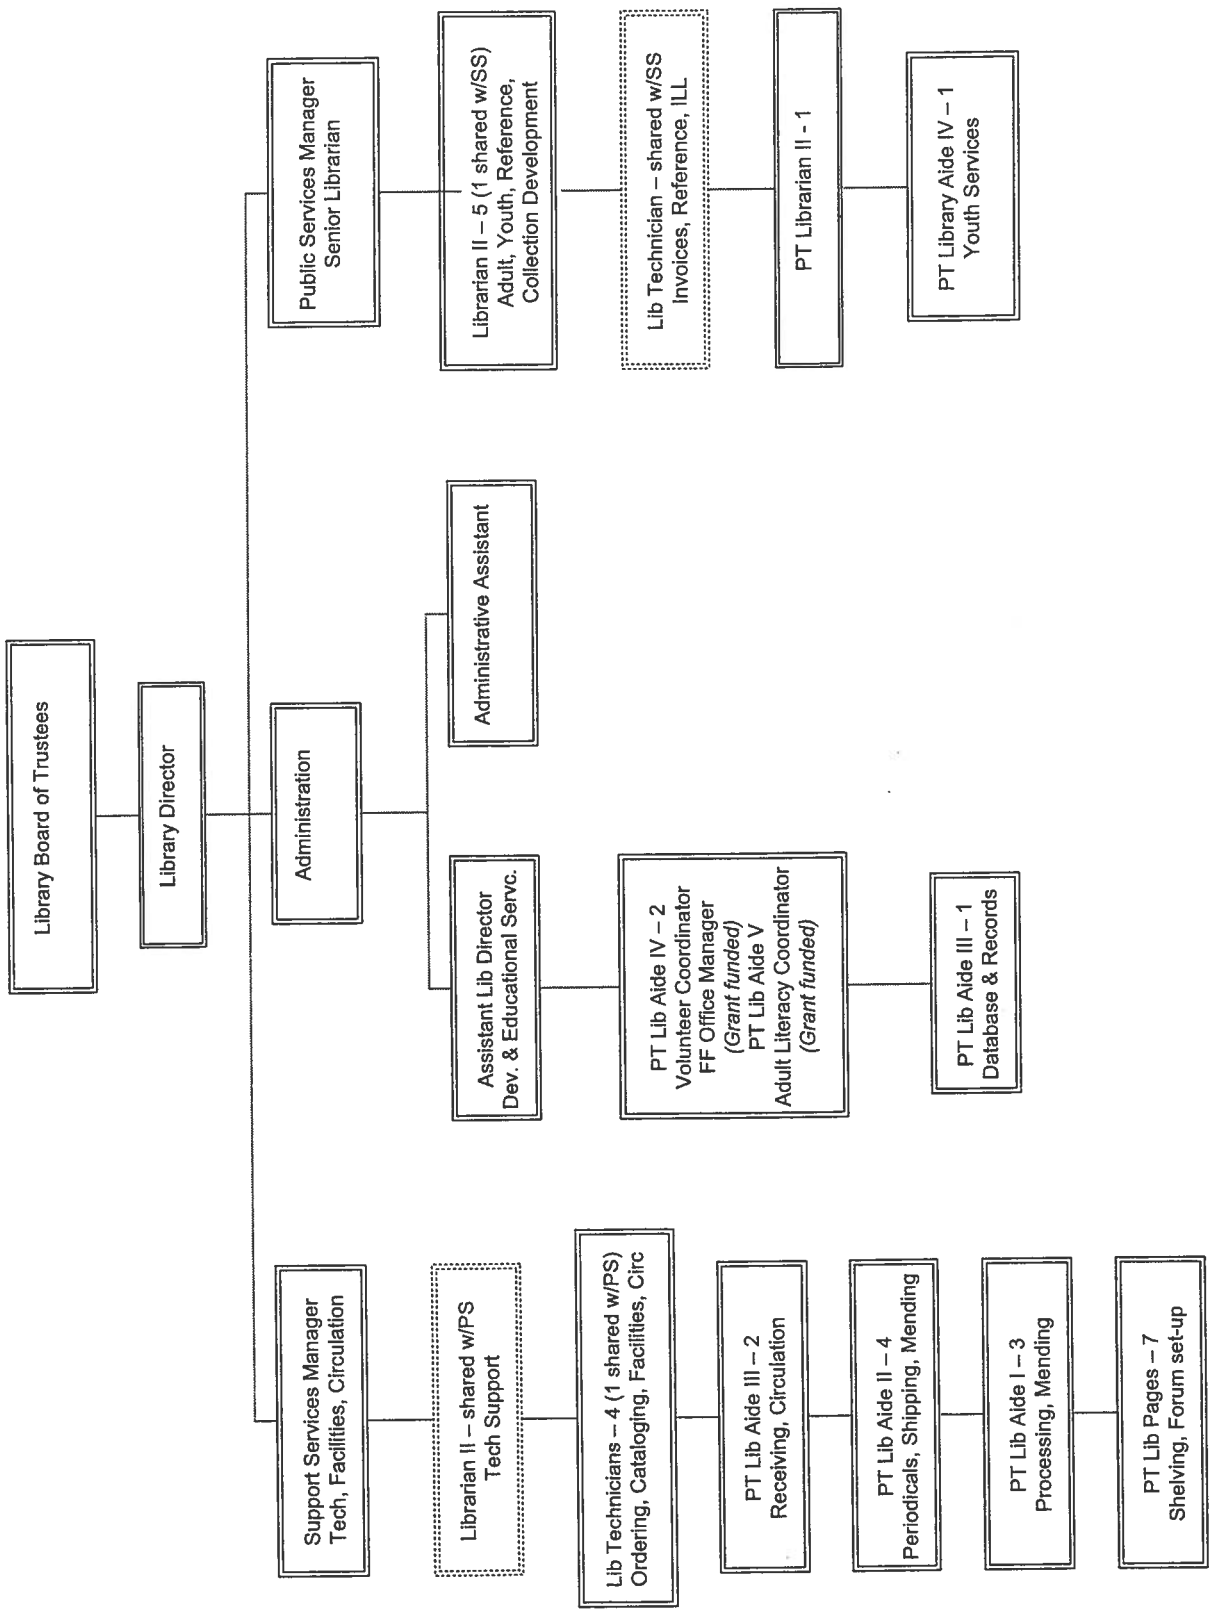 Library Board of Trustees
Library Director
Administration
Support Services Manager
Tech, Facilities, Circulation
Librarian II – shared w/PS
Tech Support
Lib Technicians – 4 (1 shared w/PS)
Ordering, Cataloging, Facilities, Circ
PT Lib Aide III – 2
Receiving, Circulation
PT Lib Aide II – 4
Periodicals, Shipping, Mending
PT Lib Aide I – 3
Processing, Mending
PT Lib Pages – 7
Shelving, Forum set-up
Assistant Lib Director
Dev. & Educational Servc.
PT Lib Aide IV – 2
Volunteer Coordinator
FF Office Manager
(Grant funded)
PT Lib Aide V
Adult Literacy Coordinator
(Grant funded)
PT Lib Aide III – 1
Database & Records
Administrative Assistant
Public Services Manager
Senior Librarian
Librarian II – 5 (1 shared w/SS)
Adult, Youth, Reference,
Collection Development
Lib Technician – shared w/SS
Invoices, Reference, ILL
PT Librarian II - 1
PT Library Aide IV – 1
Youth Services